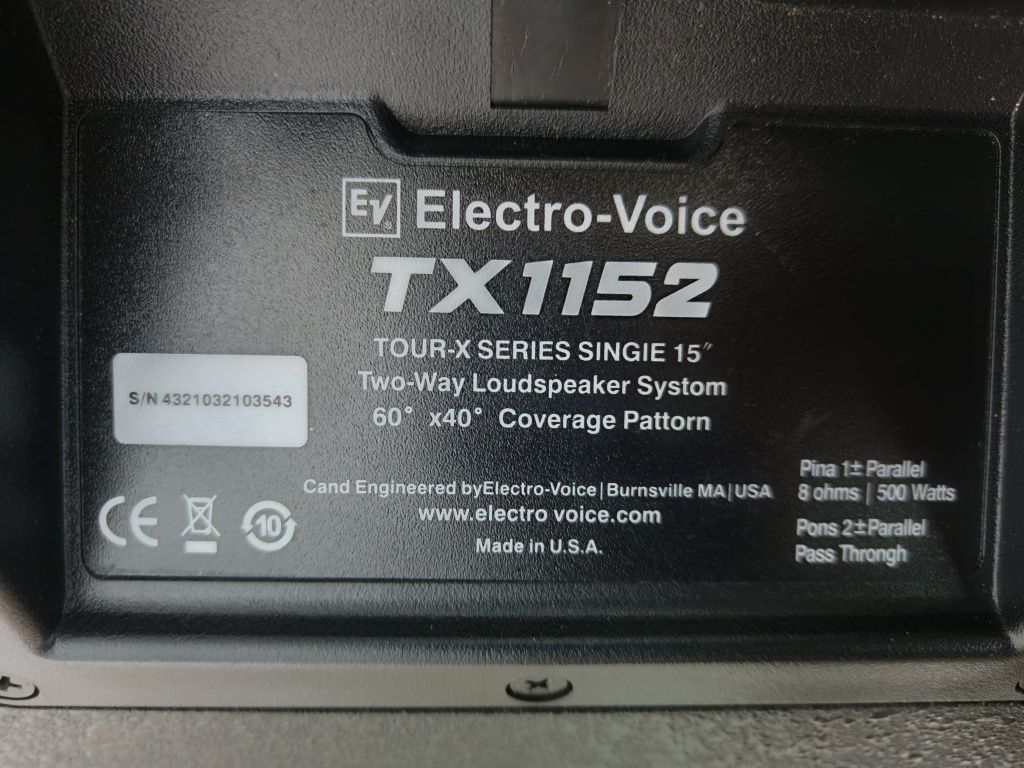 EV Electro-Voice
TX1152
TOUR-X SERIES SINGIE 15″
Two-Way Loudspeaker Systom
60° x40° Coverage Pattorn
S/N 4321032103543
Cand Engineered byElectro-Voice|Burnsville MA|USA
www.electro voice.com
Made in U.S.A.
Pina 1±Parallel
8 ohms | 500 Watts
Pons 2±Parallel
Pass Throngh
CE
10